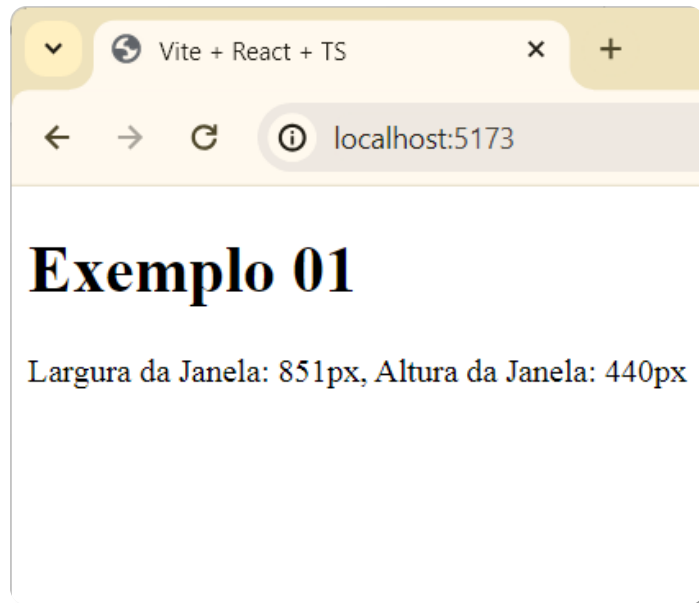 Vite + React + TS
localhost:5173
Exemplo 01
Largura da Janela: 851px, Altura da Janela: 440px